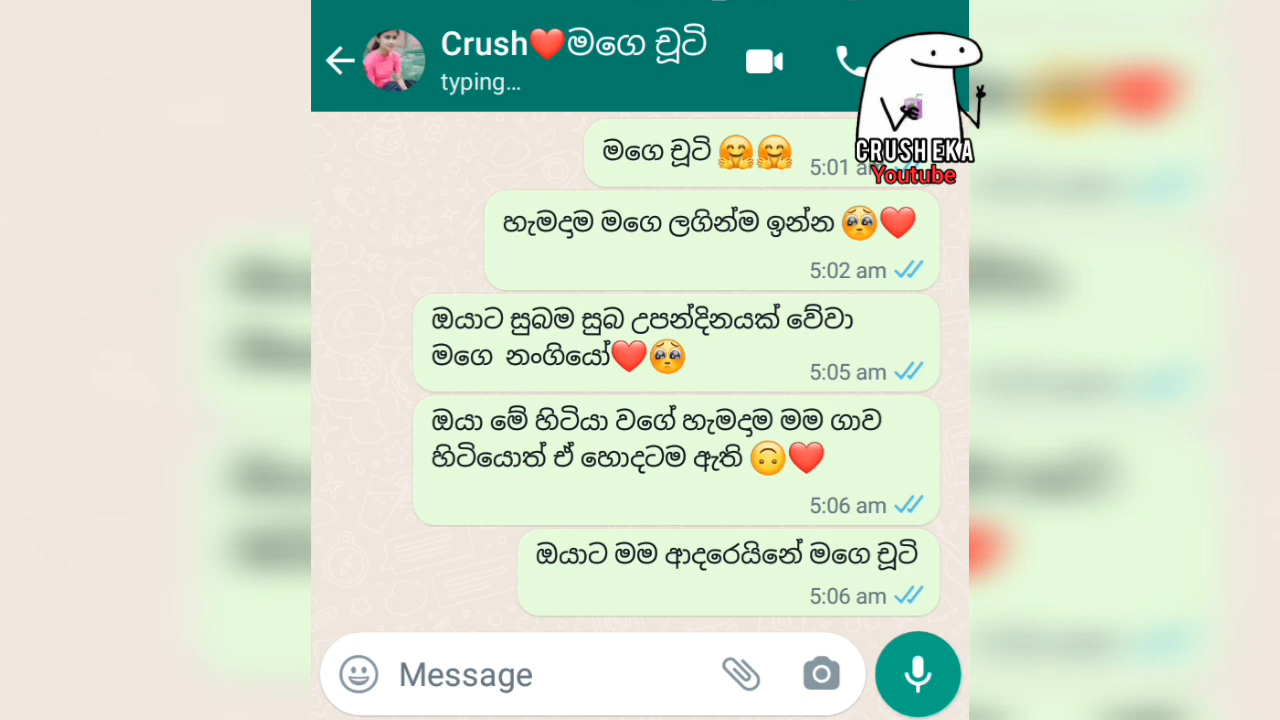 Crush❤️මගෙ චූටි
typing...
මගෙ චූටි 🤗🤗
5:01 am
CRUSH EKA
Youtube
හැමදාම මගෙ ලගින්ම ඉන්න 🥺❤️
5:02 am
ඔයාට සුබම සුබ උපන්දිනයක් වේවා
මගෙ නංගියෝ❤️🥺
5:05 am
ඔයා මේ හිටියා වගේ හැමදාම මම ගාව
හිටියොත් ඒ හොදටම ඇති 🙃❤️
5:06 am
ඔයාට මම ආදරෙයිනේ මගෙ චූටි
5:06 am
Message